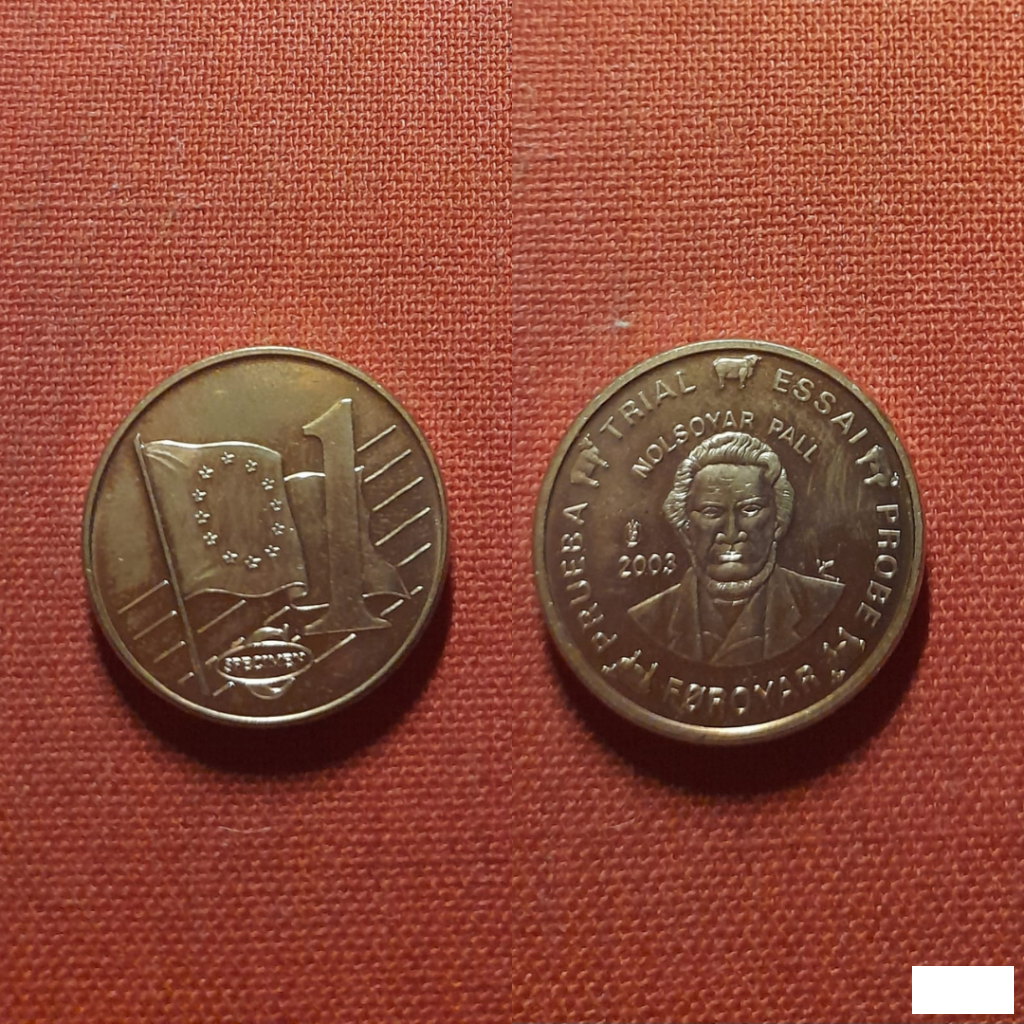 1
SPECIMEN
TRIAL ESSAI PROBE FØROYAR PRUEBA
NOLSOYAR PALL
2003